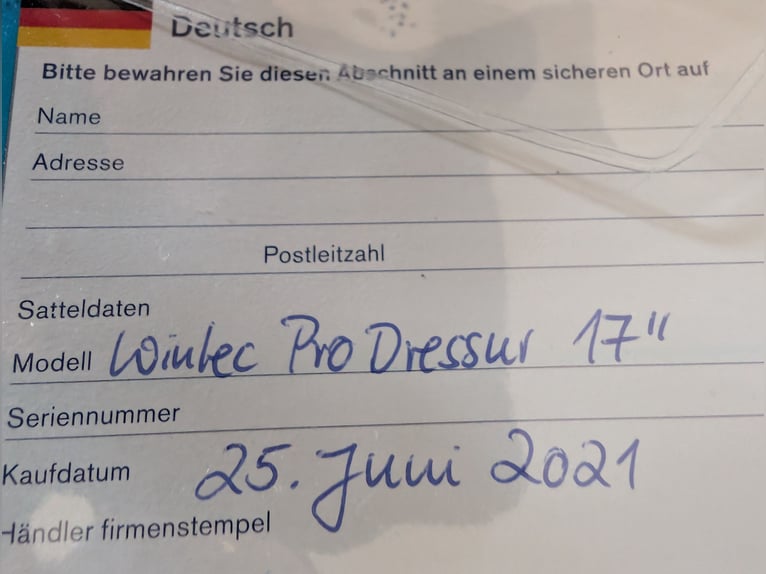 Deutsch
Bitte bewahren Sie diesen Abschnitt an einem sicheren Ort auf
Name
Adresse
Postleitzahl
Satteldaten
Modell Wintec Pro Dressur 17"
Seriennummer
Kaufdatum 25. Juni 2021
Händler firmenstempel